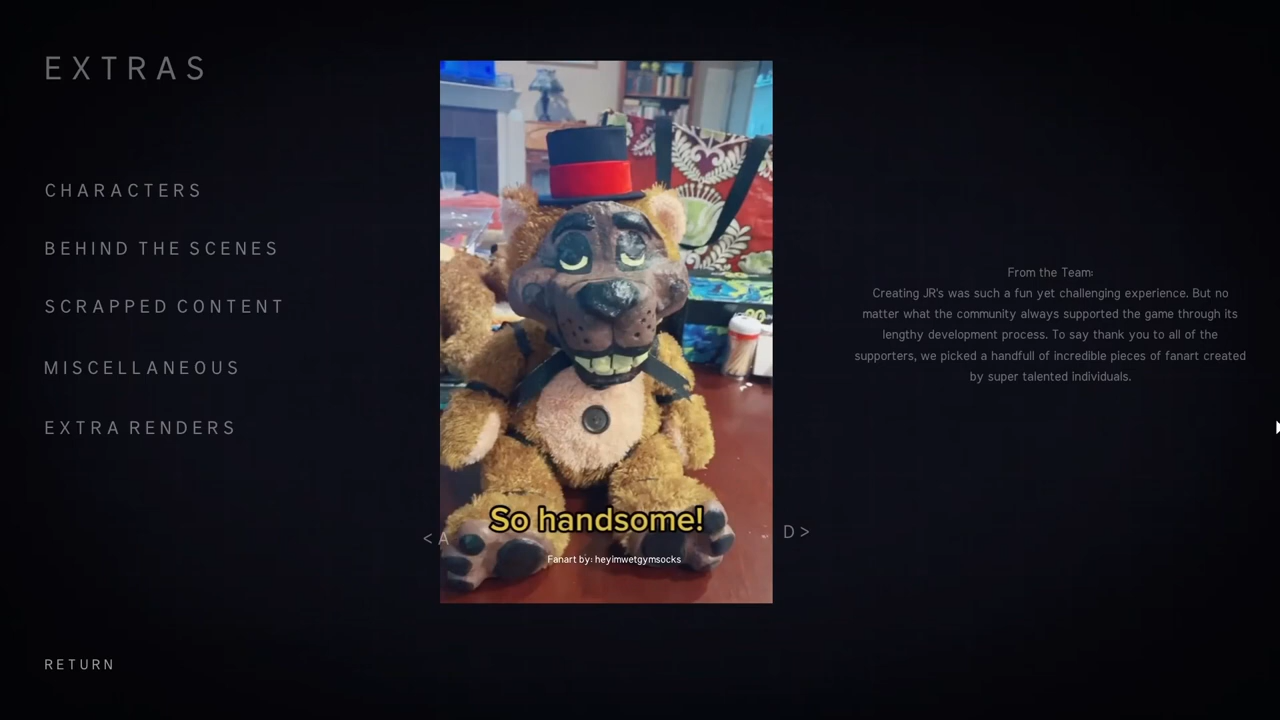 EXTRAS
CHARACTERS
BEHIND THE SCENES
SCRAPPED CONTENT
MISCELLANEOUS
EXTRA RENDERS
RETURN
So handsome!
Fanart by: heyimwetgymsocks
< A
D >
From the Team:
Creating JR's was such a fun yet challenging experience. But no
matter what the community always supported the game through its
lengthy development process. To say thank you to all of the
supporters, we picked a handfull of incredible pieces of fanart created
by super talented individuals.